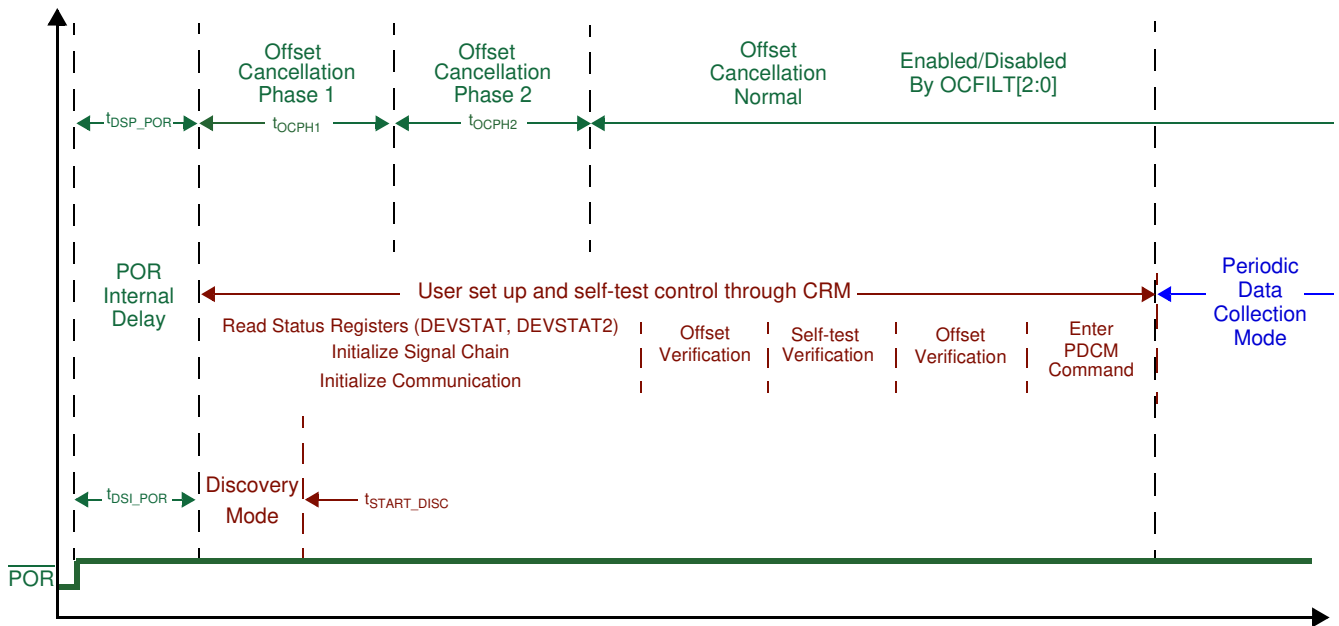 Offset
Cancellation
Phase 1
Offset
Cancellation
Phase 2
Offset
Cancellation
Normal
Enabled/Disabled
By OCFILT[2:0]
tDSP_POR
tOCPH1
tOCPH2
POR
Internal
Delay
User set up and self-test control through CRM
Periodic
Data
Collection
Mode
Read Status Registers (DEVSTAT, DEVSTAT2)
Initialize Signal Chain
Initialize Communication
Offset
Verification
Self-test
Verification
Offset
Verification
Enter
PDCM
Command
tDSI_POR
Discovery
Mode
tSTART_DISC
POR